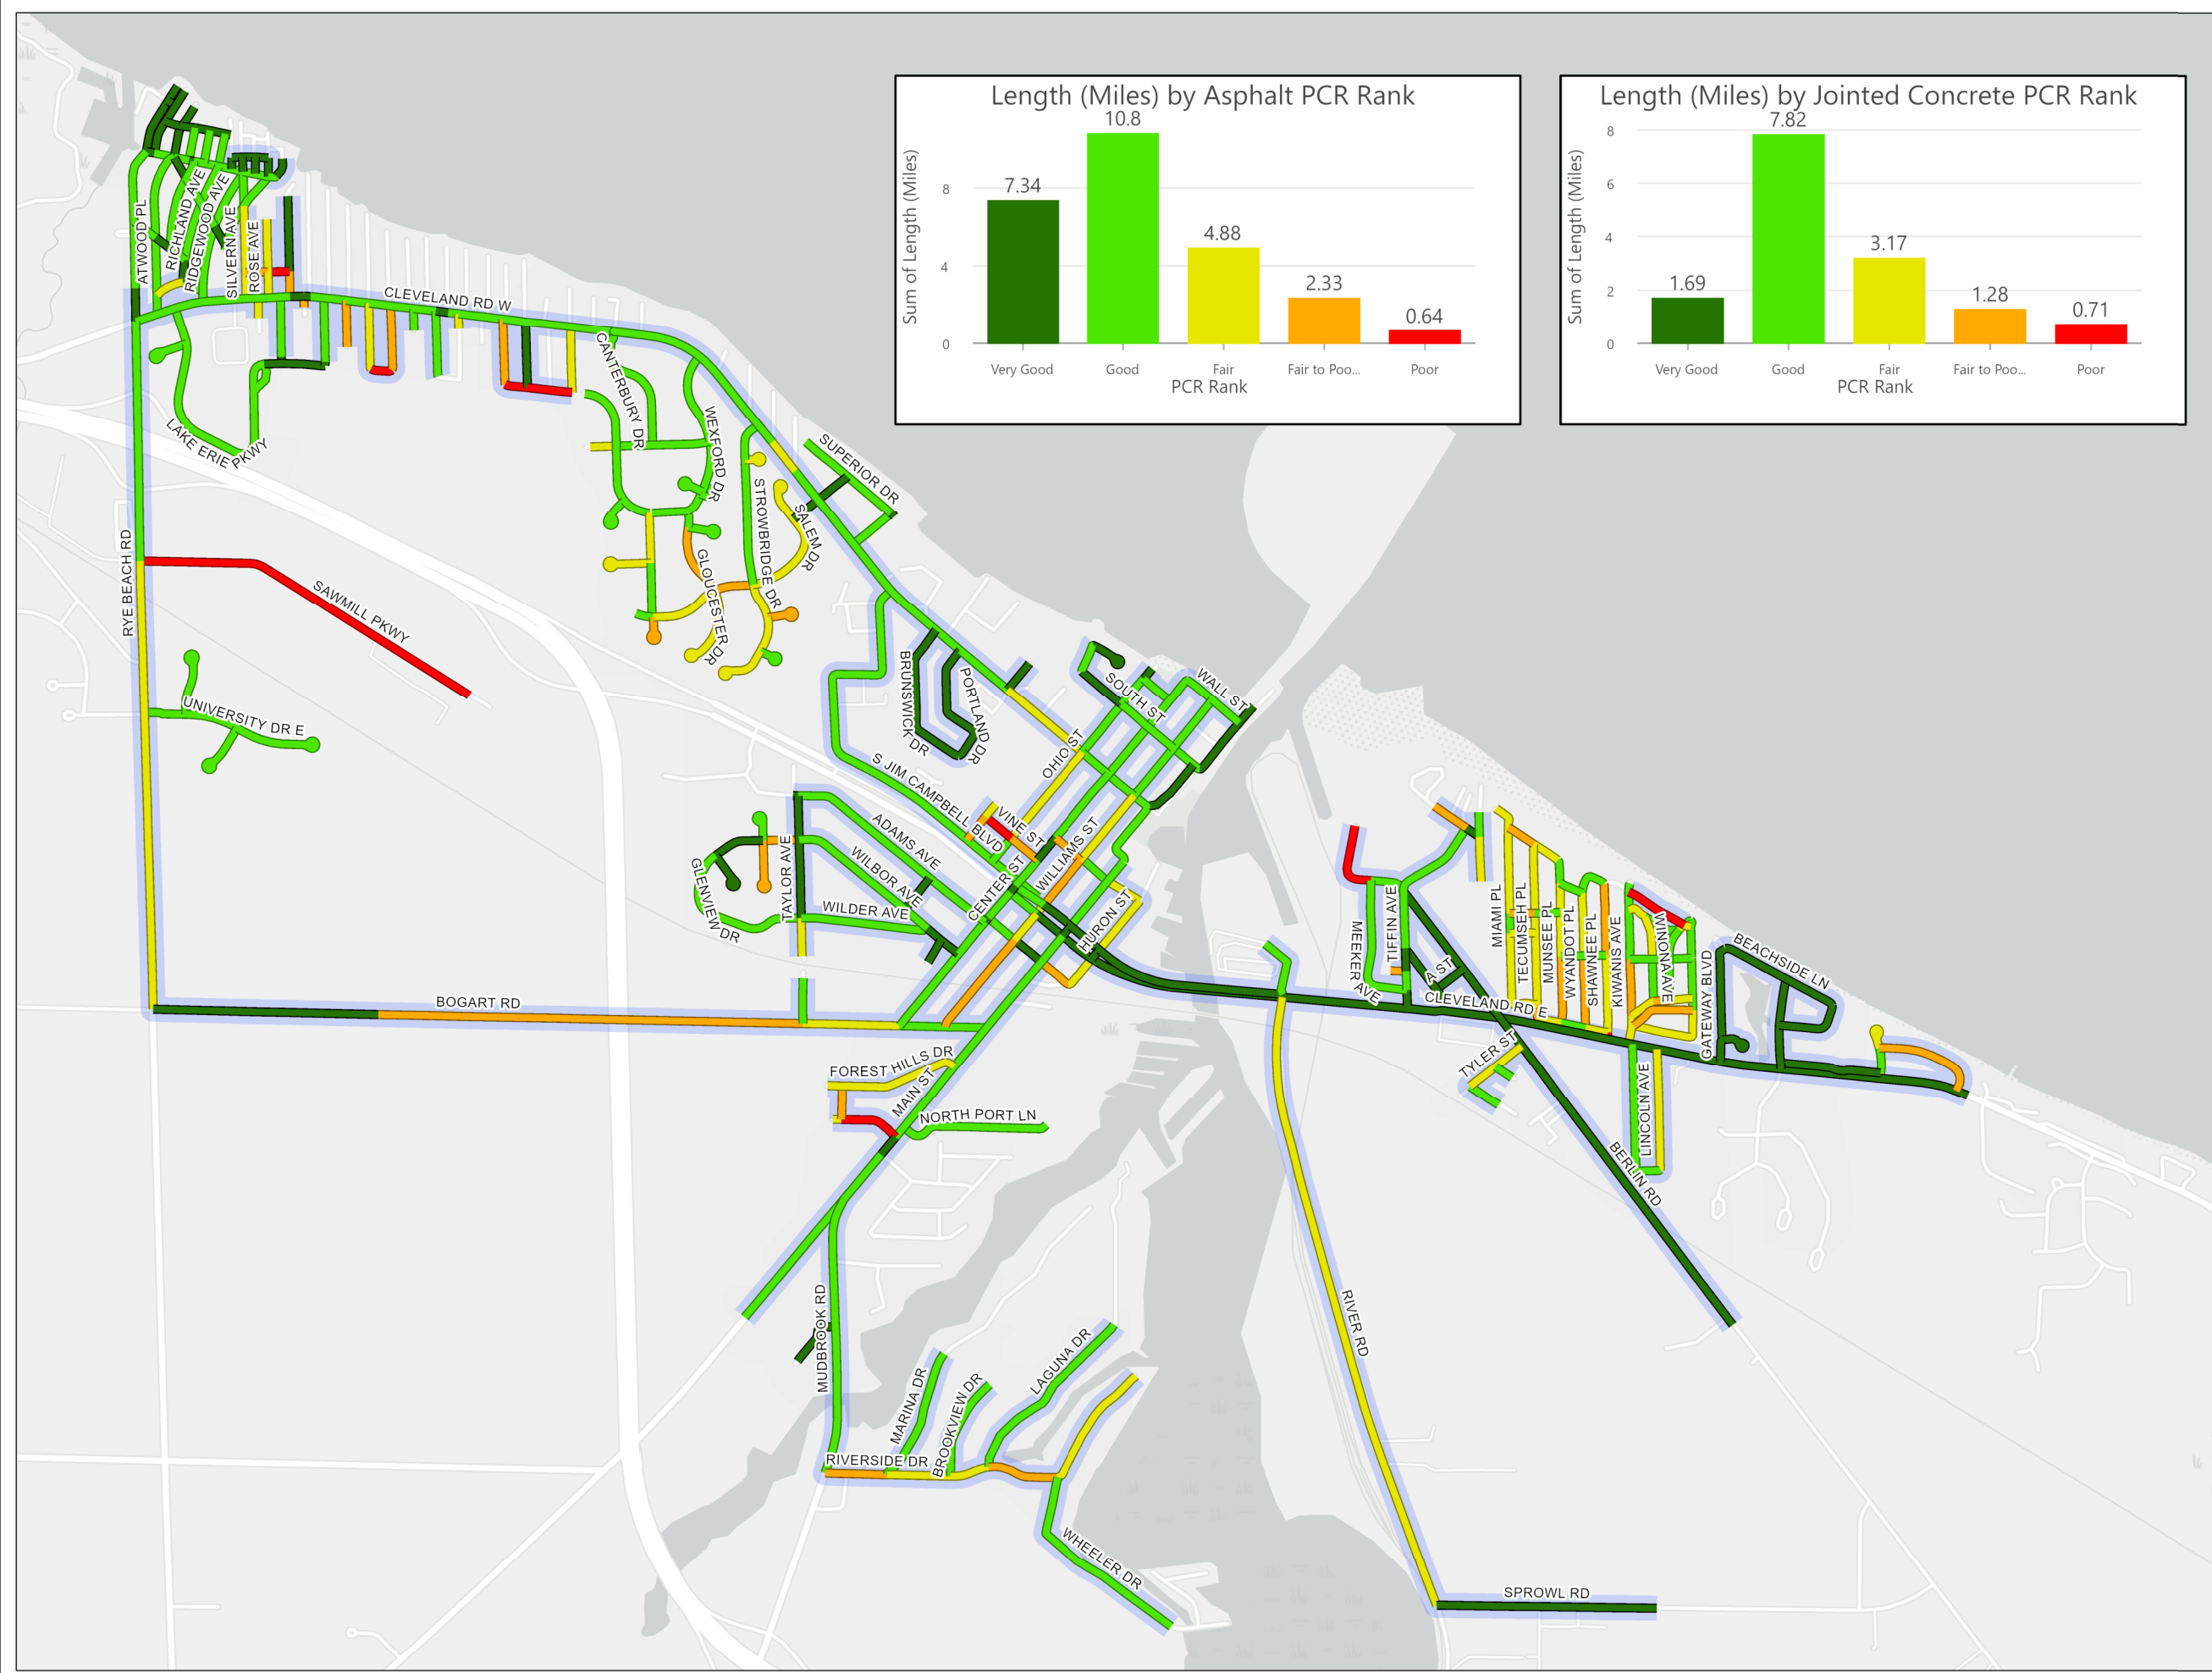 Length (Miles) by Asphalt PCR Rank
10.8
7.34
4.88
2.33
0.64
8
4
0
Sum of Length (Miles)
Very Good
Good
Fair
Fair to Poo...
Poor
PCR Rank
Length (Miles) by Jointed Concrete PCR Rank
7.82
1.69
3.17
1.28
0.71
8
6
4
2
0
Sum of Length (Miles)
Very Good
Good
Fair
Fair to Poo...
Poor
PCR Rank
ATWOOD PL
RICHLAND AVE
RIDGEWOOD AVE
SILVERN AVE
ROSE AVE
CLEVELAND RD W
CANTERBURY DR
LAKE ERIE PKWY
WEXFORD DR
SUPERIOR DR
STROWBRIDGE DR
SALEM DR
GLOUCESTER DR
RYE BEACH RD
SAWMILL PKWY
UNIVERSITY DR E
BRUNSWICK DR
PORTLAND DR
SOUTH ST
WALL ST
OHIO ST
S JIM CAMPBELL BLVD
VINE ST
ADAMS AVE
WILBOR AVE
WILLIAMS ST
CENTER ST
TAYLOR AVE
GLENVIEW DR
WILDER AVE
HURON ST
MEEKER AVE
TIFFIN AVE
A ST
MIAMI PL
TECUMSEH PL
MUNSEE PL
WYANDOT PL
SHAWNEE PL
KIWANIS AVE
WINONA AVE
GATEWAY BLVD
BEACHSIDE LN
BOGART RD
CLEVELAND RD E
TYLER ST
LINCOLN AVE
BERLIN RD
FOREST HILLS DR
MAIN ST
NORTH PORT LN
MUDBROOK RD
RIVER RD
MARINA DR
BROOKVIEW DR
LAGUNA DR
RIVERSIDE DR
WHEELER DR
SPROWL RD